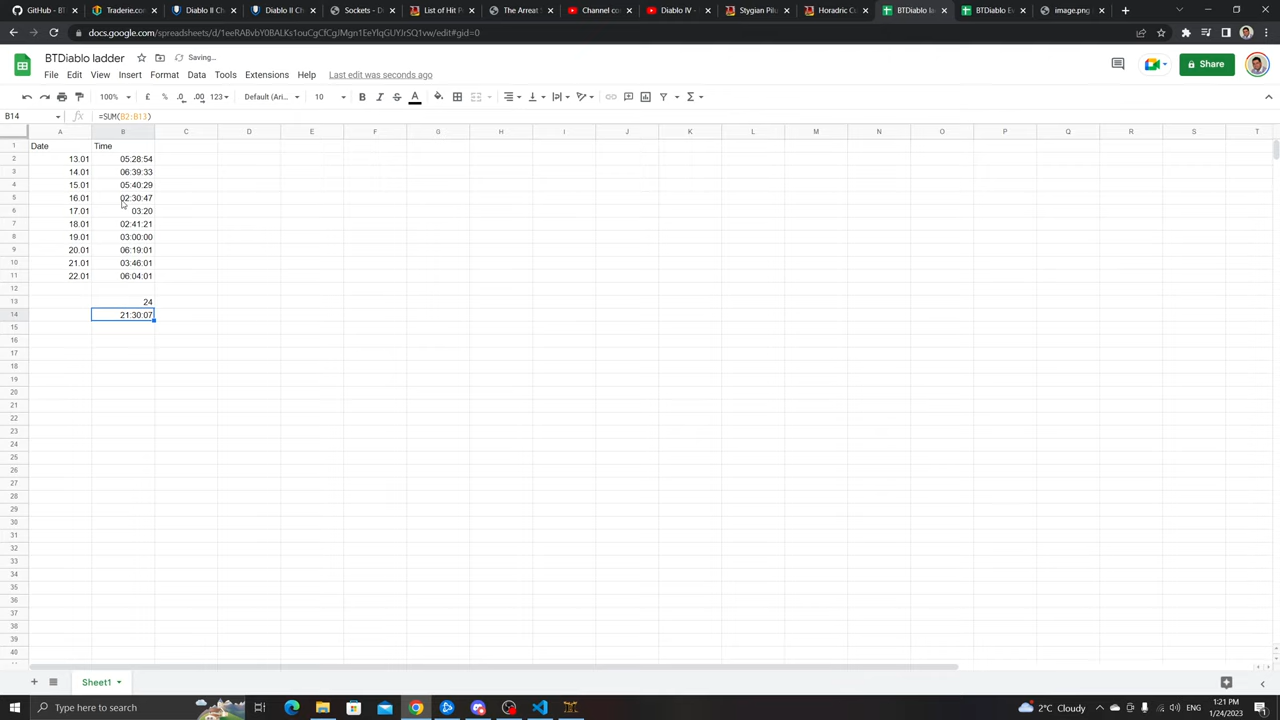 GitHUB - B
Traderie.com
Diablo II Ch
Diablo II Ch
Sockets - D
List of Hit P
The Arreat S
Channel con
Diablo IV -
Stygian Pilu
Horadric Cu
BTDiablo la
BTDiablo Ev
image.png
docs.google.com/spreadsheets/d/1eeRABvbY0BALKs1ouCgCfCgJMgn1EeYlqGUYJrSQ1vw/edit#gid=0
BTDiablo ladder
Saving...
File Edit View Insert Format Data Tools Extensions Help Last edit was seconds ago
Share
100% £ % .0 .00 123 Default (Ari... 10 B I S A Σ
B14 fx =SUM(B2:B13)
A B C D E F G H I J K L M N O P Q R S T
1 Date Time
2 13.01 05:28:54
3 14.01 06:39:33
4 15.01 05:40:29
5 16.01 02:30:47
6 17.01 03:20
7 18.01 02:41:21
8 19.01 03:00:00
9 20.01 06:19:01
10 21.01 03:46:01
11 22.01 06:04:01
12
13 24
14 21:30:07
15
16
17
18
19
20
21
22
23
24
25
26
27
28
29
30
31
32
33
34
35
36
37
38
39
40
Sheet1
Type here to search
2°C Cloudy
1:21 PM
1/24/2023